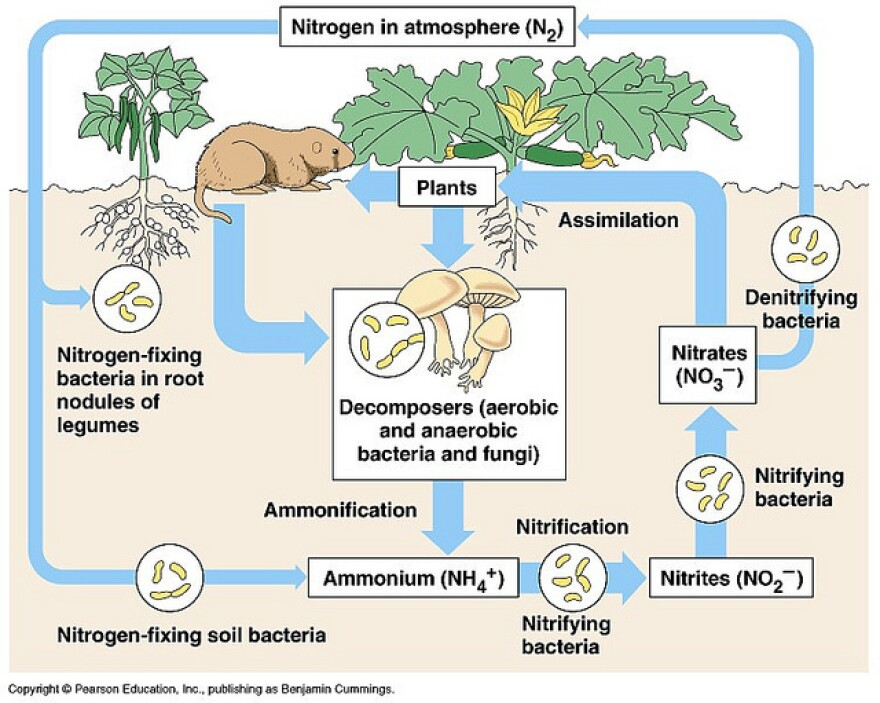 Nitrogen in atmosphere (N₂)
Plants
Assimilation
Denitrifying
bacteria
Nitrogen-fixing
bacteria in root
nodules of
legumes
Nitrates
(NO₃⁻)
Decomposers (aerobic
and anaerobic
bacteria and fungi)
Nitrifying
bacteria
Ammonification
Nitrification
Ammonium (NH₄⁺)
Nitrites (NO₂⁻)
Nitrifying
bacteria
Nitrogen-fixing soil bacteria
Copyright © Pearson Education, Inc., publishing as Benjamin Cummings.